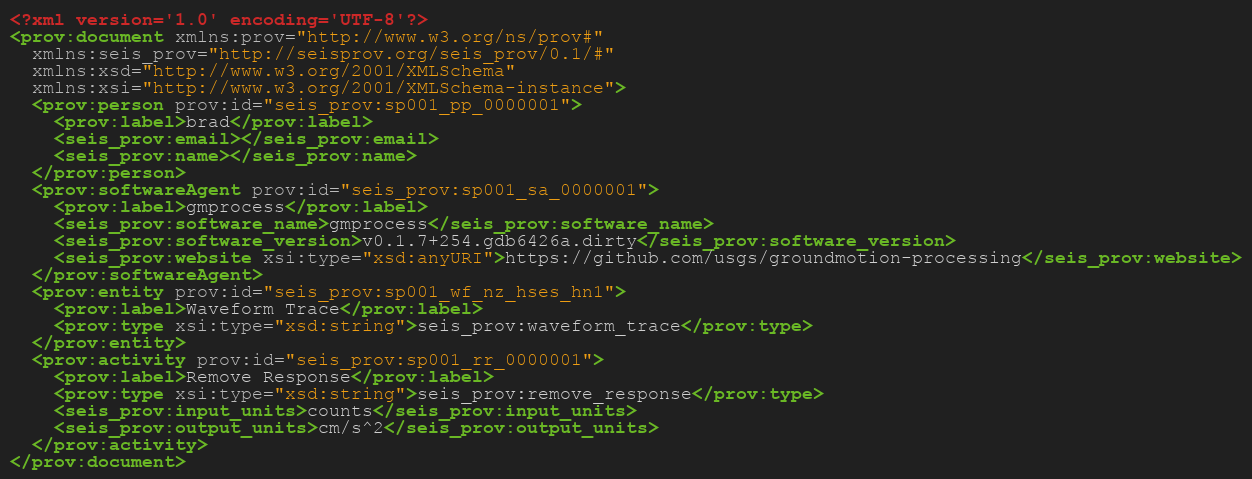 <?xml version='1.0' encoding='UTF-8'?>
<prov:document xmlns:prov="http://www.w3.org/ns/prov#"
  xmlns:seis_prov="http://seisprov.org/seis_prov/0.1/#"
  xmlns:xsd="http://www.w3.org/2001/XMLSchema"
  xmlns:xsi="http://www.w3.org/2001/XMLSchema-instance">
  <prov:person prov:id="seis_prov:sp001_pp_0000001">
    <prov:label>brad</prov:label>
    <seis_prov:email></seis_prov:email>
    <seis_prov:name></seis_prov:name>
  </prov:person>
  <prov:softwareAgent prov:id="seis_prov:sp001_sa_0000001">
    <prov:label>gmprocess</prov:label>
    <seis_prov:software_name>gmprocess</seis_prov:software_name>
    <seis_prov:software_version>v0.1.7+254.gdb6426a.dirty</seis_prov:software_version>
    <seis_prov:website xsi:type="xsd:anyURI">https://github.com/usgs/groundmotion-processing</seis_prov:website>
  </prov:softwareAgent>
  <prov:entity prov:id="seis_prov:sp001_wf_nz_hses_hn1">
    <prov:label>Waveform Trace</prov:label>
    <prov:type xsi:type="xsd:string">seis_prov:waveform_trace</prov:type>
  </prov:entity>
  <prov:activity prov:id="seis_prov:sp001_rr_0000001">
    <prov:label>Remove Response</prov:label>
    <prov:type xsi:type="xsd:string">seis_prov:remove_response</prov:type>
    <seis_prov:input_units>counts</seis_prov:input_units>
    <seis_prov:output_units>cm/s^2</seis_prov:output_units>
  </prov:activity>
</prov:document>